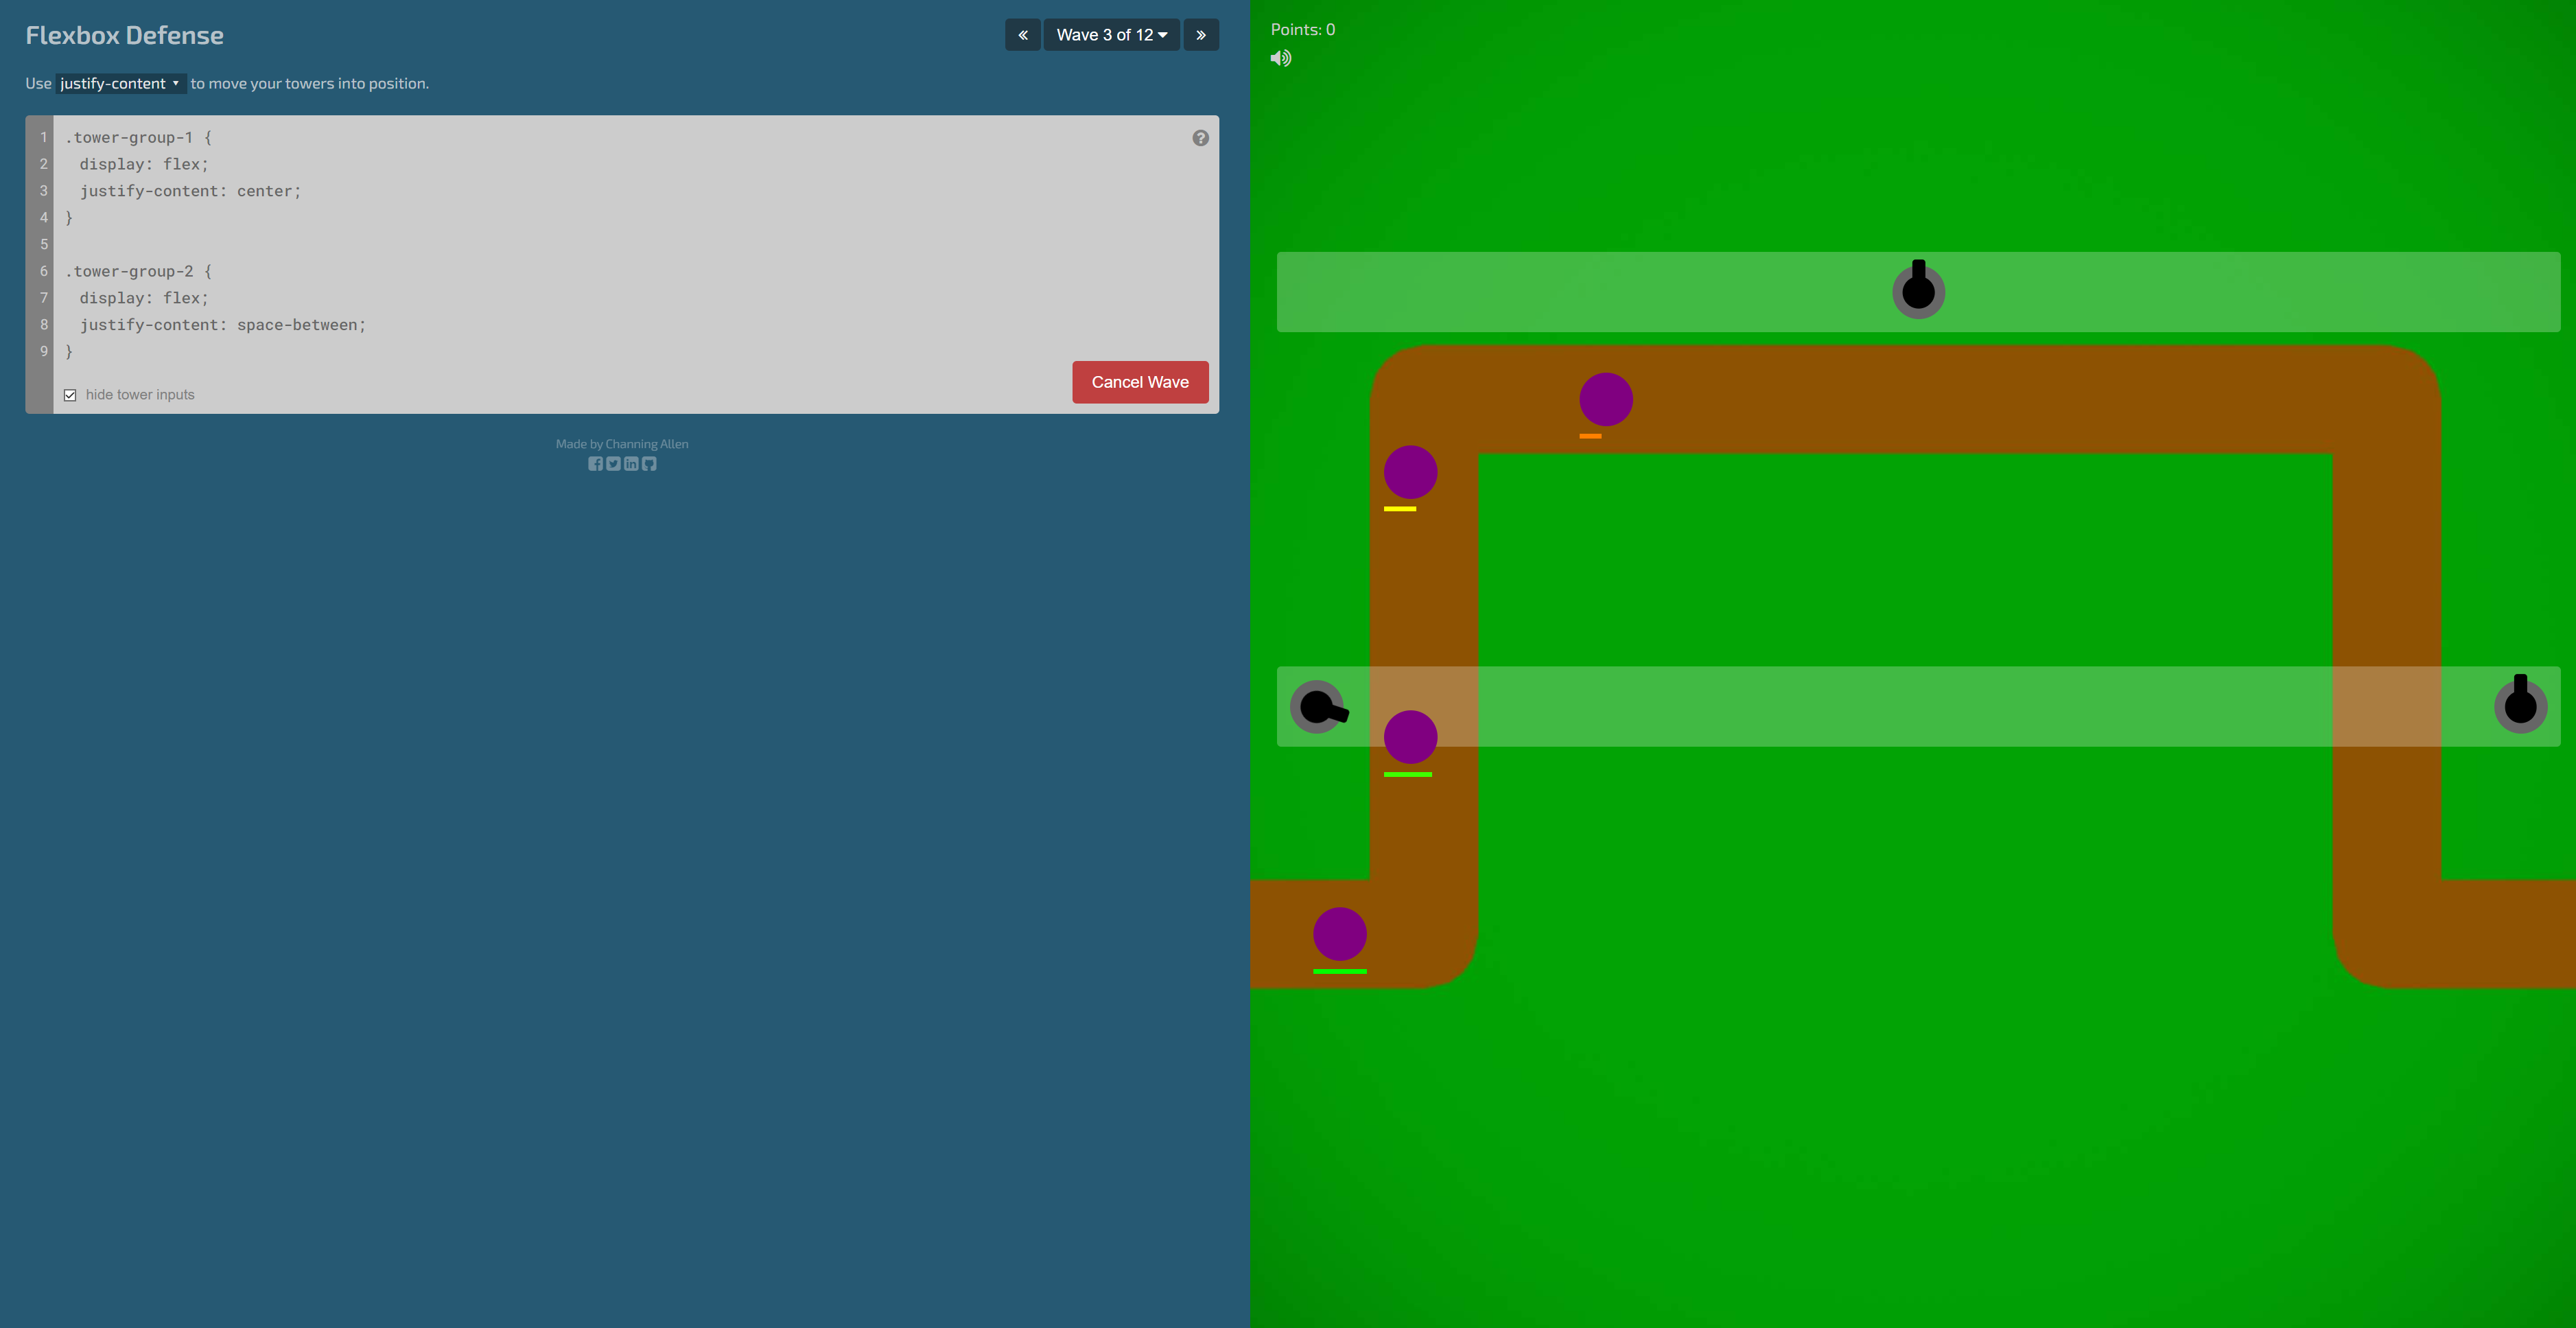 Flexbox Defense
« Wave 3 of 12 »
Use justify-content to move your towers into position.
1 .tower-group-1 {
2 display: flex;
3 justify-content: center;
4 }
5
6 .tower-group-2 {
7 display: flex;
8 justify-content: space-between;
9 }
hide tower inputs
Cancel Wave
Made by Channing Allen
Points: 0